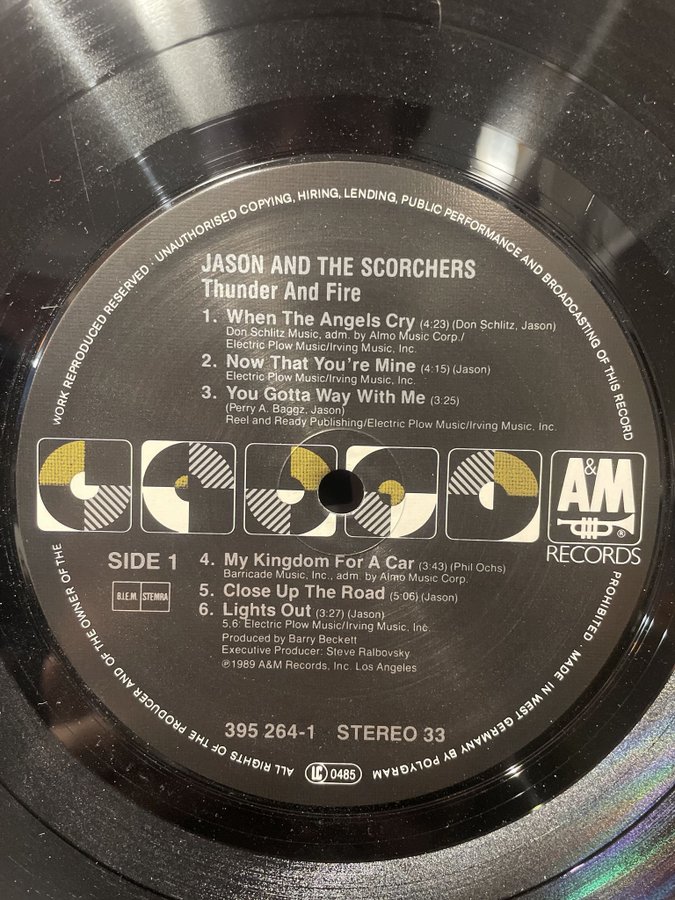 WORK REPRODUCED RESERVED · UNAUTHORISED COPYING, HIRING, LENDING, PUBLIC PERFORMANCE AND BROADCASTING OF THIS RECORD
JASON AND THE SCORCHERS
Thunder And Fire
1. When The Angels Cry (4:23) (Don Schlitz, Jason)
Don Schlitz Music, adm. by Almo Music Corp./
Electric Plow Music/Irving Music, Inc.
2. Now That You're Mine (4:15) (Jason)
Electric Plow Music/Irving Music, Inc.
3. You Gotta Way With Me (3:25)
(Perry A. Baggz, Jason)
Reel and Ready Publishing/Electric Plow Music/Irving Music, Inc.
A&M
®
RECORDS
SIDE 1
B.I.E.M. STEMRA
4. My Kingdom For A Car (3:43) (Phil Ochs)
Barricade Music, Inc., adm. by Almo Music Corp.
5. Close Up The Road (5:06) (Jason)
6. Lights Out (3:27) (Jason)
5,6: Electric Plow Music/Irving Music, Inc.
Produced by Barry Beckett
Executive Producer: Steve Ralbovsky
℗1989 A&M Records, Inc. Los Angeles
395 264-1 STEREO 33
LC 0485
ALL RIGHTS OF THE PRODUCER AND OF THE OWNER OF THE
PROHIBITED MADE IN WEST GERMANY BY POLYGRAM